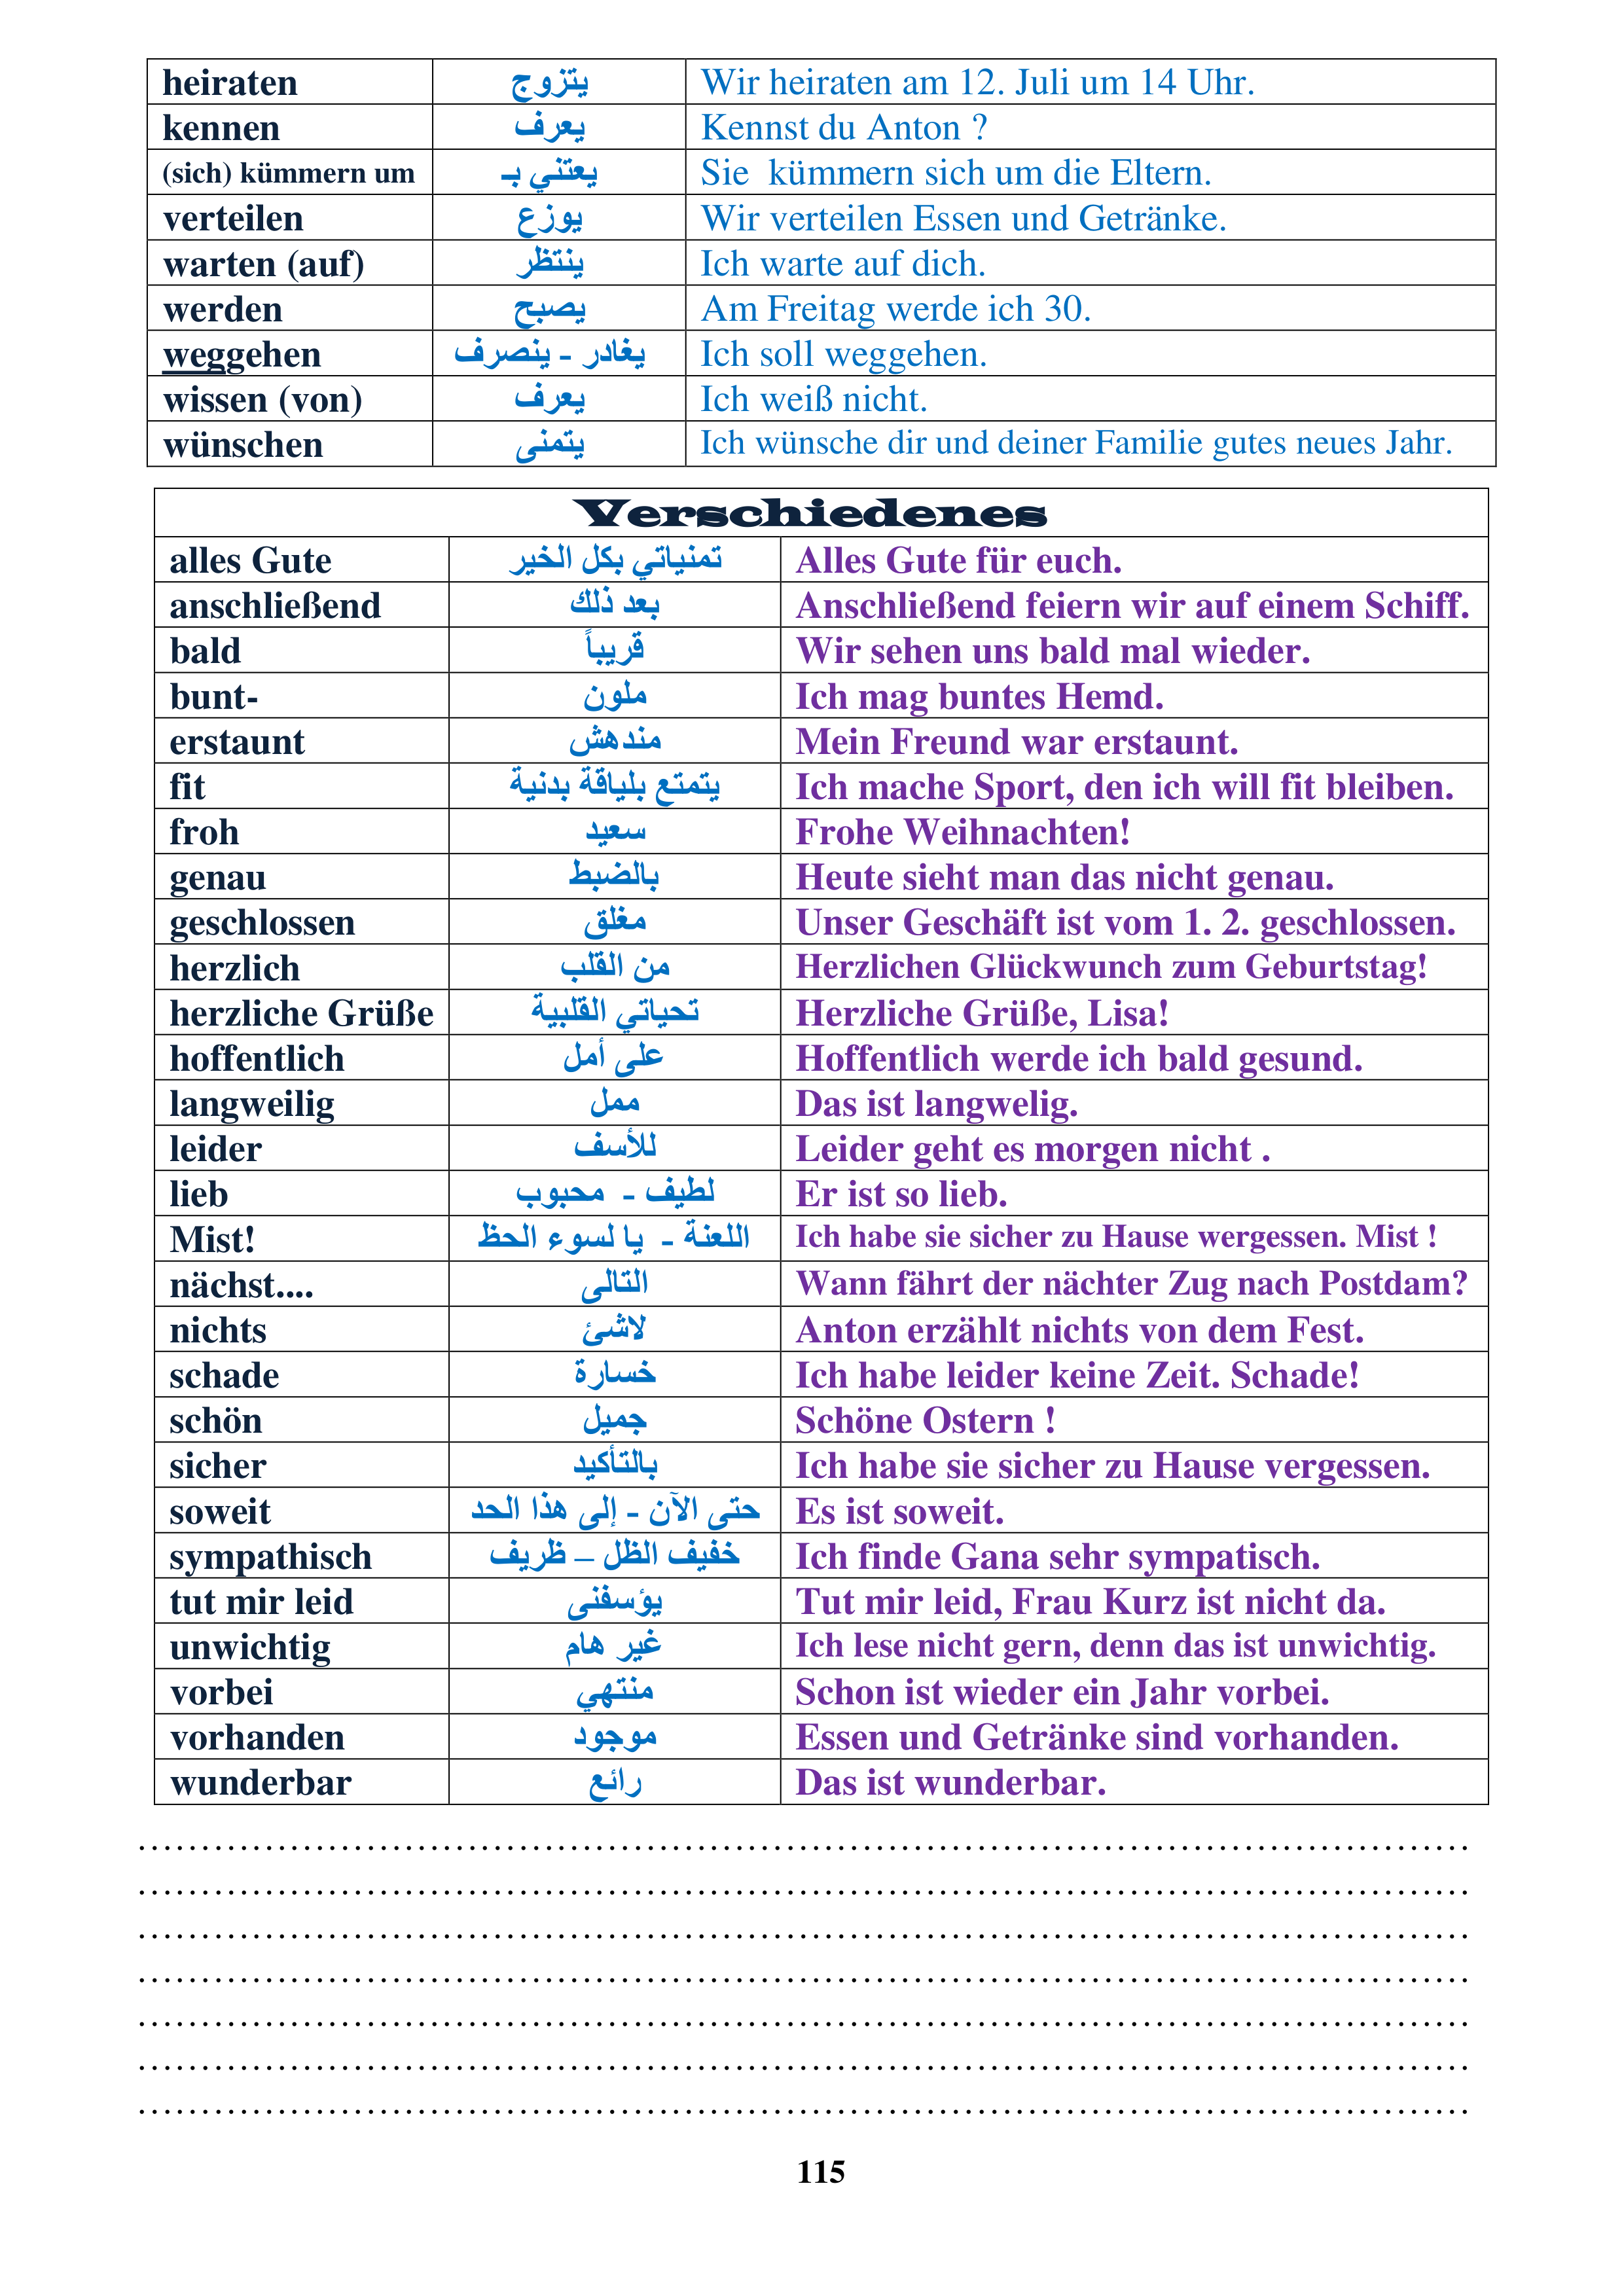 heiraten يتزوج Wir heiraten am 12. Juli um 14 Uhr.
kennen يعرف Kennst du Anton ?
(sich) kümmern um يعتني بـ Sie kümmern sich um die Eltern.
verteilen يوزع Wir verteilen Essen und Getränke.
warten (auf) ينتظر Ich warte auf dich.
werden يصبح Am Freitag werde ich 30.
weggehen يغادر - ينصرف Ich soll weggehen.
wissen (von) يعرف Ich weiß nicht.
wünschen يتمنى Ich wünsche dir und deiner Familie gutes neues Jahr.
Verschiedenes
alles Gute تمنياتي بكل الخير Alles Gute für euch.
anschließend بعد ذلك Anschließend feiern wir auf einem Schiff.
bald قريباً Wir sehen uns bald mal wieder.
bunt- ملون Ich mag buntes Hemd.
erstaunt مندهش Mein Freund war erstaunt.
fit يتمتع بلياقة بدنية Ich mache Sport, den ich will fit bleiben.
froh سعيد Frohe Weihnachten!
genau بالضبط Heute sieht man das nicht genau.
geschlossen مغلق Unser Geschäft ist vom 1. 2. geschlossen.
herzlich من القلب Herzlichen Glückwunch zum Geburtstag!
herzliche Grüße تحياتي القلبية Herzliche Grüße, Lisa!
hoffentlich على أمل Hoffentlich werde ich bald gesund.
langweilig ممل Das ist langwelig.
leider للأسف Leider geht es morgen nicht .
lieb لطيف - محبوب Er ist so lieb.
Mist! اللعنة - يا لسوء الحظ Ich habe sie sicher zu Hause wergessen. Mist !
nächst.... التالى Wann fährt der nächter Zug nach Postdam?
nichts لاشئ Anton erzählt nichts von dem Fest.
schade خسارة Ich habe leider keine Zeit. Schade!
schön جميل Schöne Ostern !
sicher بالتأكيد Ich habe sie sicher zu Hause vergessen.
soweit حتى الآن - إلى هذا الحد Es ist soweit.
sympathisch خفيف الظل – ظريف Ich finde Gana sehr sympatisch.
tut mir leid يؤسفنى Tut mir leid, Frau Kurz ist nicht da.
unwichtig غير هام Ich lese nicht gern, denn das ist unwichtig.
vorbei منتهي Schon ist wieder ein Jahr vorbei.
vorhanden موجود Essen und Getränke sind vorhanden.
wunderbar رائع Das ist wunderbar.
115